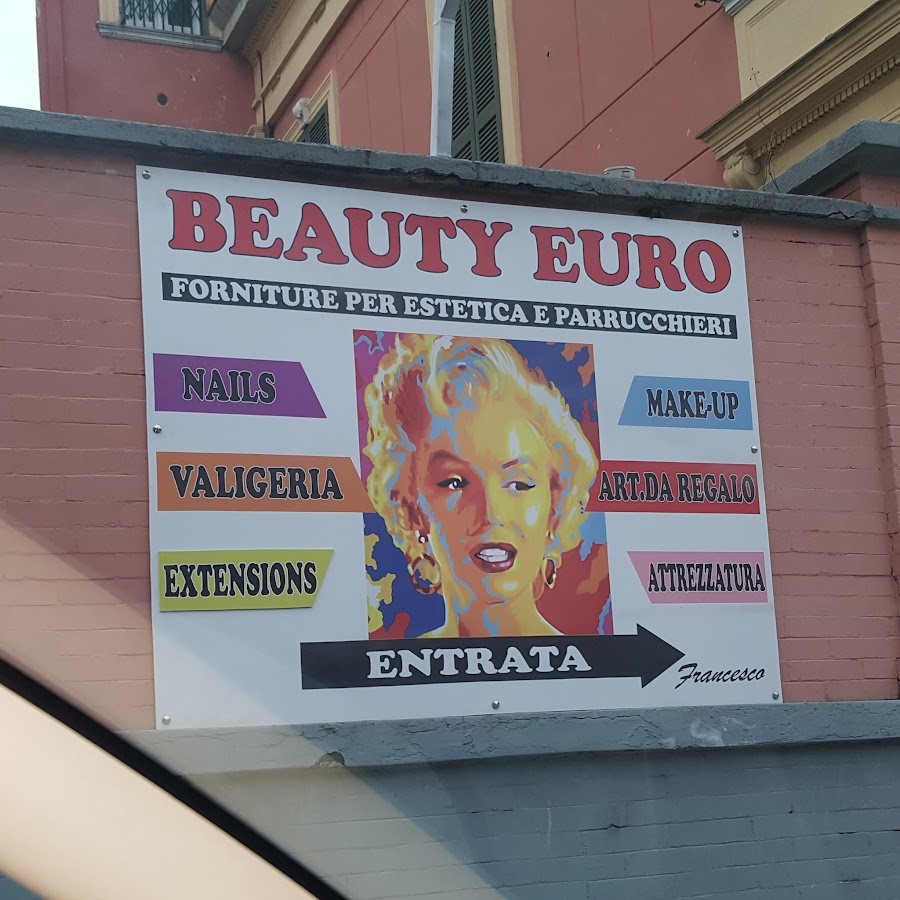 BEAUTY EURO
FORNITURE PER ESTETICA E PARRUCCHIERI
NAILS
MAKE-UP
VALIGERIA
ART.DA REGALO
EXTENSIONS
ATTREZZATURA
ENTRATA
Francesco